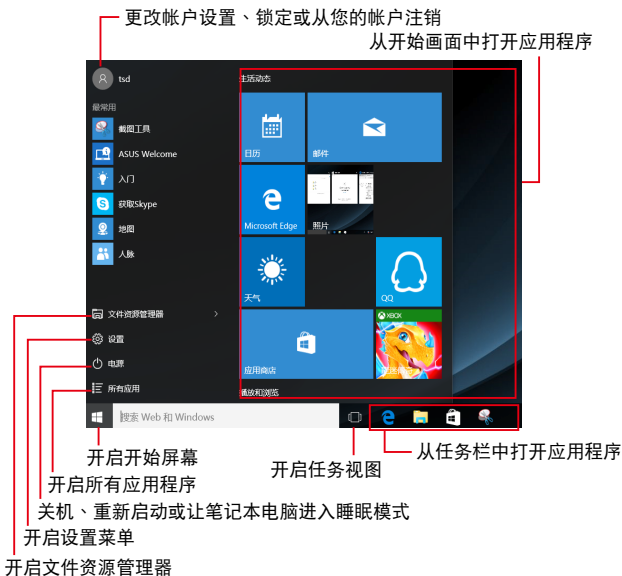 更改帐户设置、锁定或从您的帐户注销
从开始画面中打开应用程序
tsd
生活动态
最常用
截图工具
ASUS Welcome
入门
获取Skype
地图
人脉
日历
邮件
Microsoft Edge
照片
天气
QQ
应用商店
XBOX
播放和浏览
文件资源管理器
设置
电源
所有应用
搜索 Web 和 Windows
开启开始屏幕
开启任务视图
从任务栏中打开应用程序
开启所有应用程序
关机、重新启动或让笔记本电脑进入睡眠模式
开启设置菜单
开启文件资源管理器